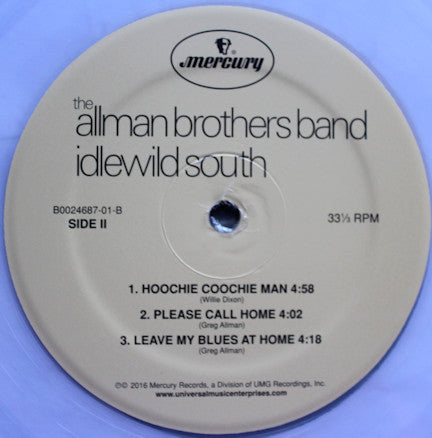 mercury
the
allman brothers band
idlewild south
B0024687-01-B
SIDE II
33⅓ RPM
1. HOOCHIE COOCHIE MAN 4:58
(Willie Dixon)
2. PLEASE CALL HOME 4:02
(Greg Allman)
3. LEAVE MY BLUES AT HOME 4:18
(Greg Allman)
℗© 2016 Mercury Records, a Division of UMG Recordings, Inc.
www.universalmusicenterprises.com